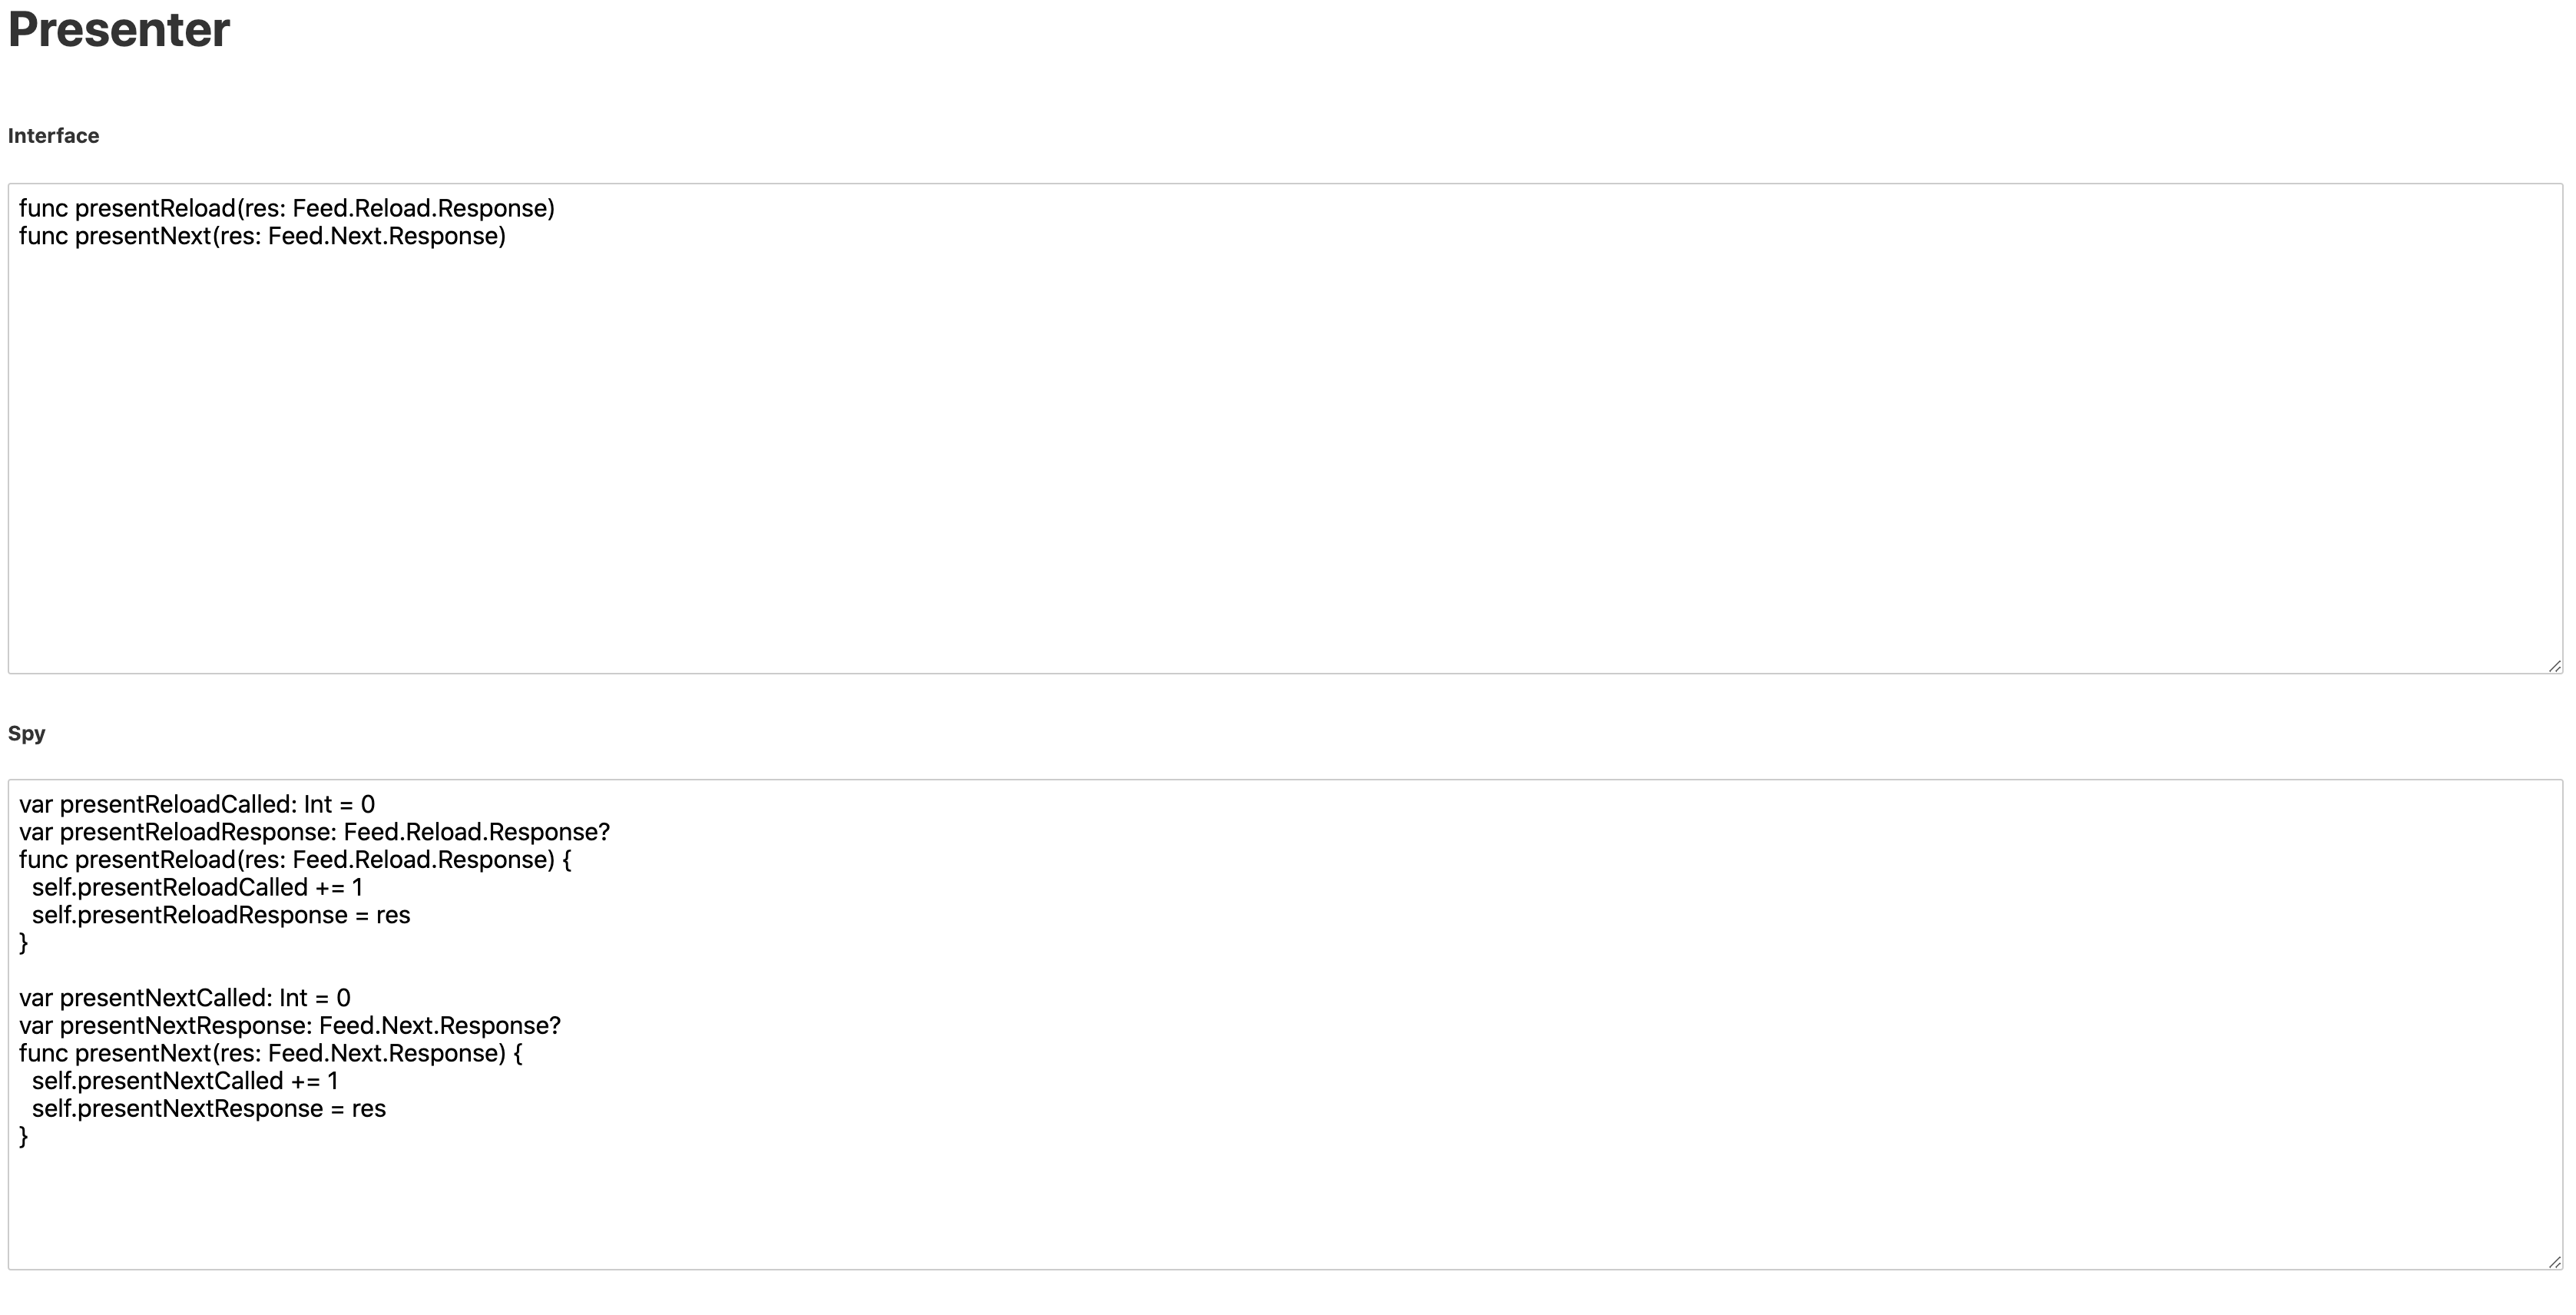 Presenter
Interface
func presentReload(res: Feed.Reload.Response)
func presentNext(res: Feed.Next.Response)
Spy
var presentReloadCalled: Int = 0
var presentReloadResponse: Feed.Reload.Response?
func presentReload(res: Feed.Reload.Response) {
  self.presentReloadCalled += 1
  self.presentReloadResponse = res
}
var presentNextCalled: Int = 0
var presentNextResponse: Feed.Next.Response?
func presentNext(res: Feed.Next.Response) {
  self.presentNextCalled += 1
  self.presentNextResponse = res
}